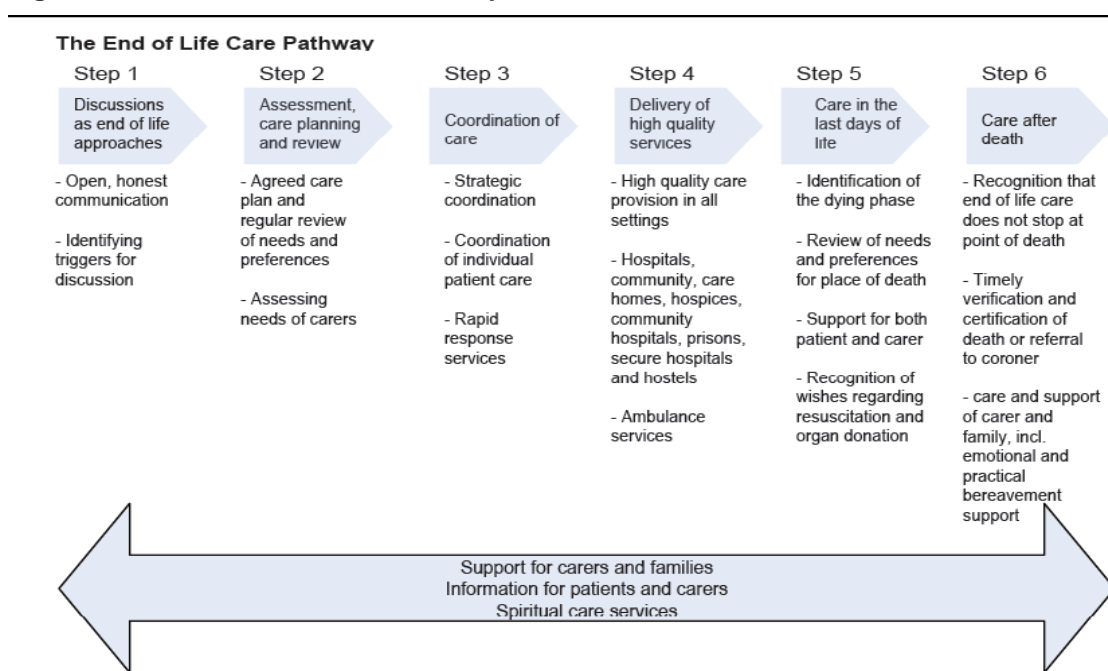 The End of Life Care Pathway
Step 1
Discussions
as end of life
approaches
- Open, honest
communication
- Identifying
triggers for
discussion
Step 2
Assessment,
care planning
and review
- Agreed care
plan and
regular review
of needs and
preferences
- Assessing
needs of carers
Step 3
Coordination of
care
- Strategic
coordination
- Coordination
of individual
patient care
- Rapid
response
services
Step 4
Delivery of
high quality
services
- High quality care
provision in all
settings
- Hospitals,
community, care
homes, hospices,
community
hospitals, prisons,
secure hospitals
and hostels
- Ambulance
services
Step 5
Care in the
last days of
life
- Identification of
the dying phase
- Review of needs
and preferences
for place of death
- Support for both
patient and carer
- Recognition of
wishes regarding
resuscitation and
organ donation
Step 6
Care after
death
- Recognition that
end of life care
does not stop at
point of death
- Timely
verification and
certification of
death or referral
to coroner
- care and support
of carer and
family, incl.
emotional and
practical
bereavement
support
Support for carers and families
Information for patients and carers
Spiritual care services